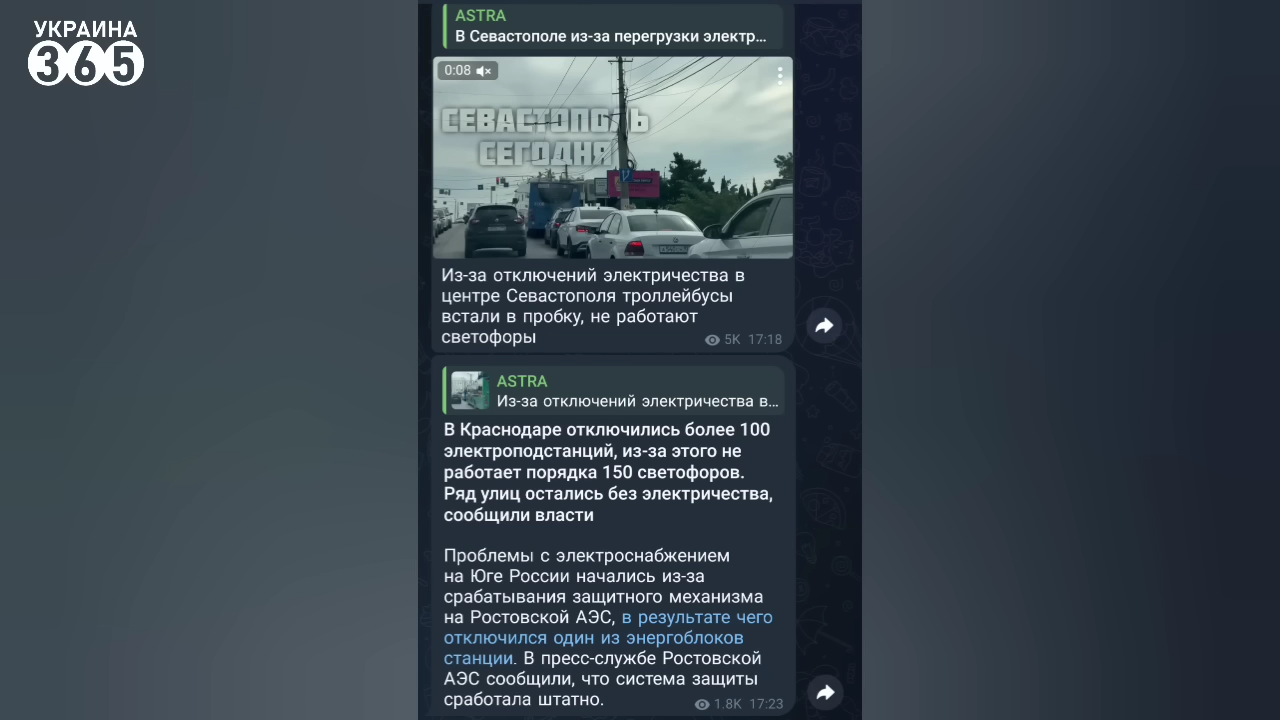 УКРАИНА
365
ASTRA
В Севастополе из-за перегрузки электр...
0:08
СЕВАСТОПОЛЬ
СЕГОДНЯ
Из-за отключений электричества в
центре Севастополя троллейбусы
встали в пробку, не работают
светофоры
5K 17:18
ASTRA
Из-за отключений электричества в...
В Краснодаре отключились более 100
электроподстанций, из-за этого не
работает порядка 150 светофоров.
Ряд улиц остались без электричества,
сообщили власти
Проблемы с электроснабжением
на Юге России начались из-за
срабатывания защитного механизма
на Ростовской АЭС, в результате чего
отключился один из энергоблоков
станции. В пресс-службе Ростовской
АЭС сообщили, что система защиты
сработала штатно.
1.8K 17:23